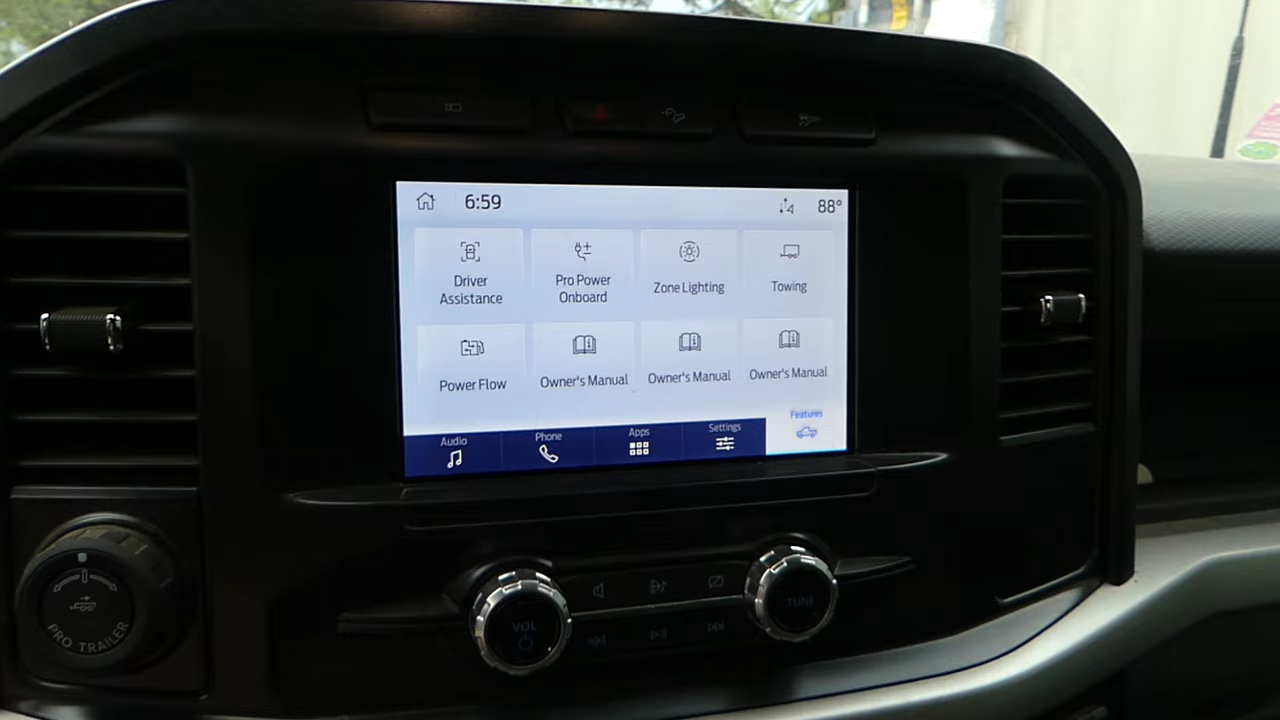 6:59
88°
Driver
Assistance
Pro Power
Onboard
Zone Lighting
Towing
Power Flow
Owner's Manual
Owner's Manual
Owner's Manual
Audio
Phone
Apps
Settings
Features
VOL
TUNE
PRO TRAILER